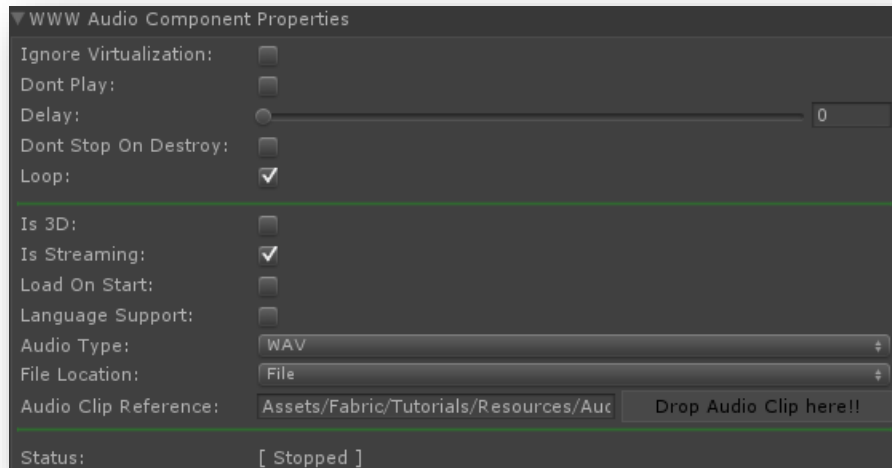 WWW Audio Component Properties
Ignore Virtualization:
Dont Play:
Delay: 0
Dont Stop On Destroy:
Loop:
Is 3D:
Is Streaming:
Load On Start:
Language Support:
Audio Type: WAV
File Location: File
Audio Clip Reference: Assets/Fabric/Tutorials/Resources/Aud Drop Audio Clip here!!
Status: [ Stopped ]